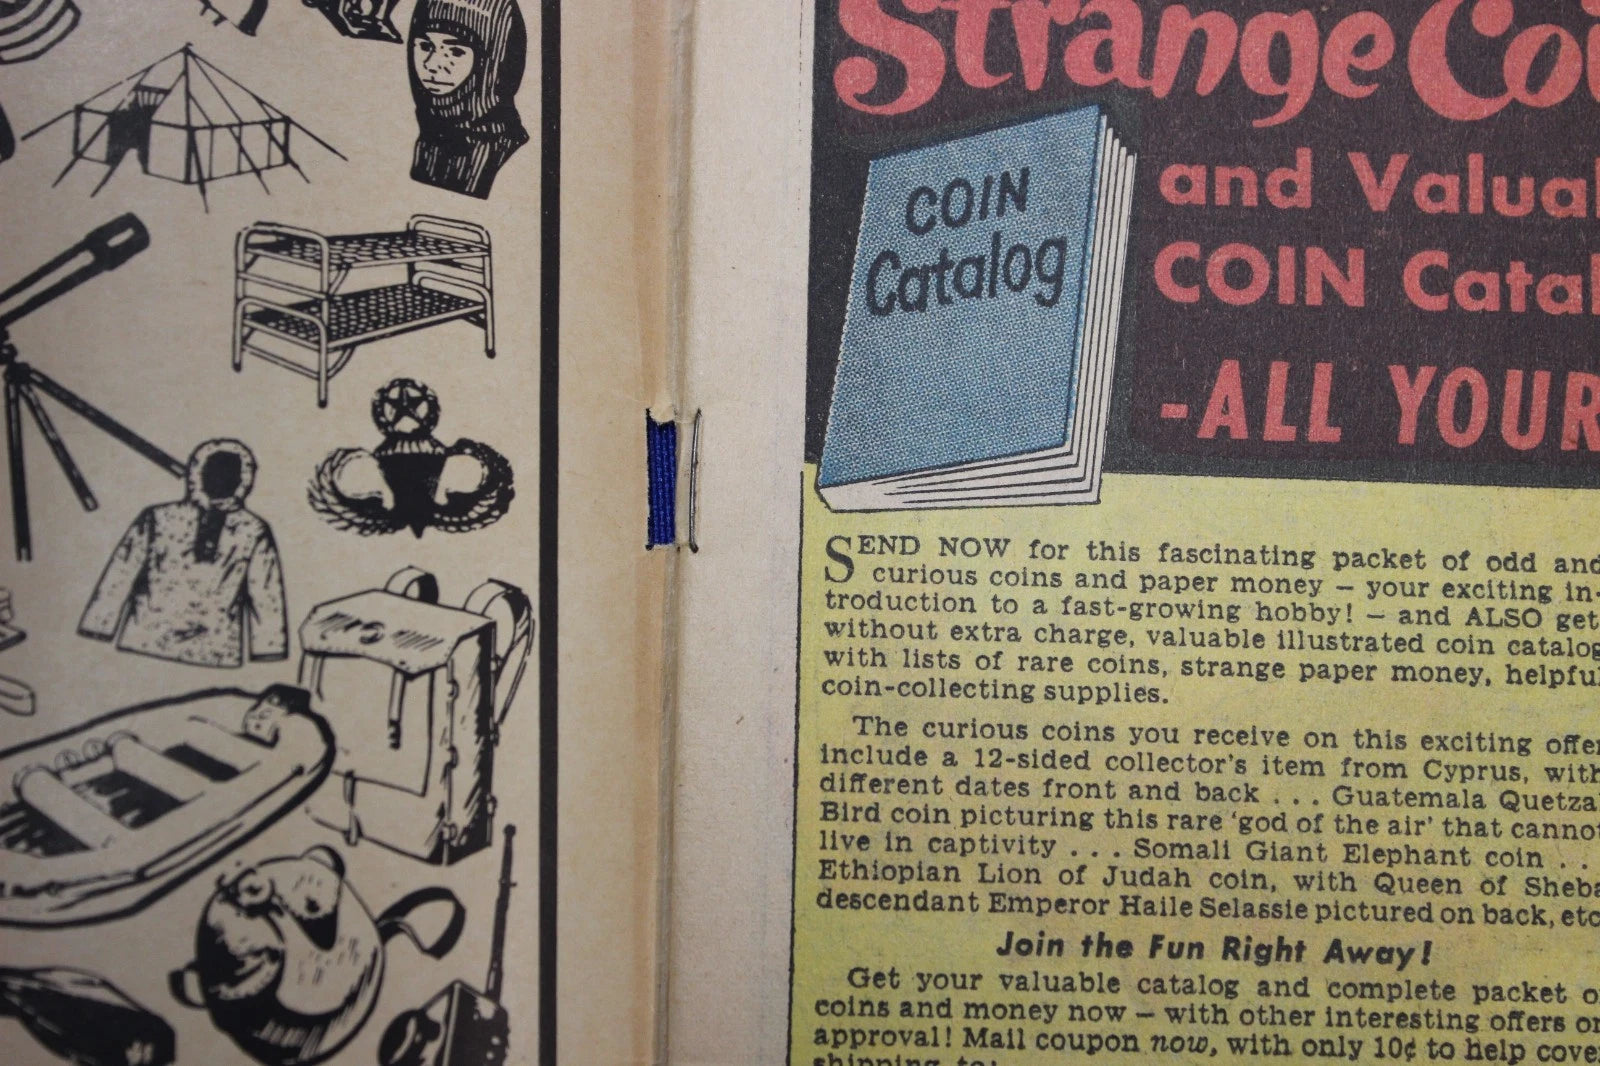 Strange Coi
and Valuab
COIN Catal
-ALL YOUR
COIN
Catalog
SEND NOW for this fascinating packet of odd and
curious coins and paper money – your exciting in-
troduction to a fast-growing hobby! – and ALSO get
without extra charge, valuable illustrated coin catalog
with lists of rare coins, strange paper money, helpful
coin-collecting supplies.
The curious coins you receive on this exciting offer
include a 12-sided collector's item from Cyprus, with
different dates front and back . . . Guatemala Quetzal
Bird coin picturing this rare 'god of the air' that cannot
live in captivity . . . Somali Giant Elephant coin . .
Ethiopian Lion of Judah coin, with Queen of Sheba
descendant Emperor Haile Selassie pictured on back, etc
Join the Fun Right Away!
Get your valuable catalog and complete packet o
coins and money now – with other interesting offers on
approval! Mail coupon now, with only 10¢ to help cover
shipping to: